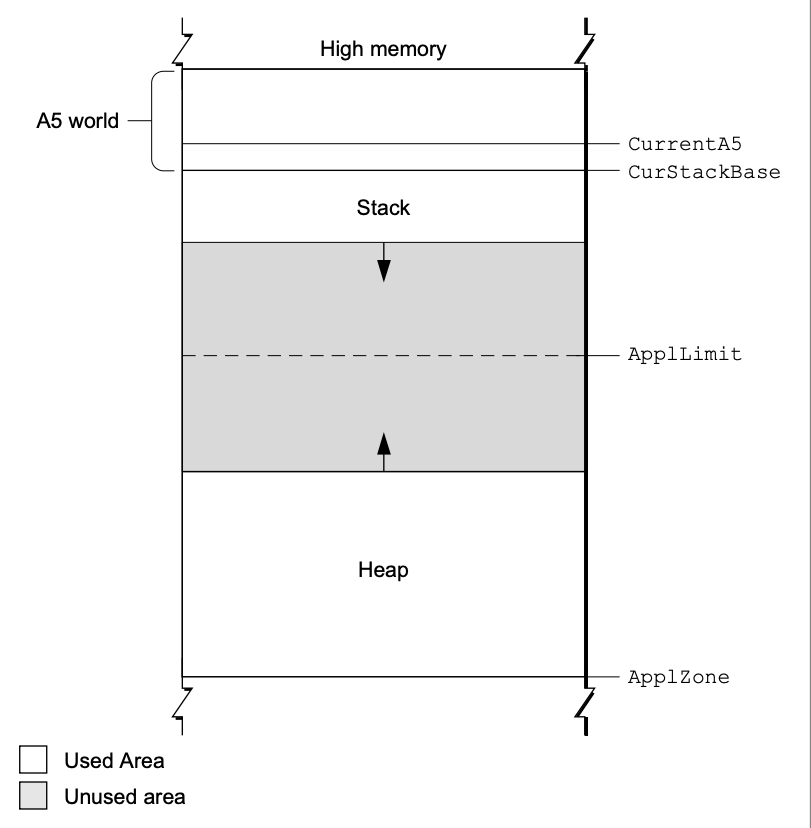 High memory
A5 world
CurrentA5
CurStackBase
Stack
ApplLimit
Heap
ApplZone
Used Area
Unused area